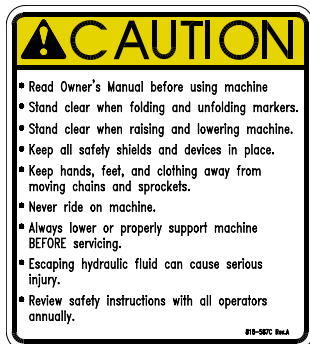 CAUTION
• Read Owner's Manual before using machine
• Stand clear when folding and unfolding markers.
• Stand clear when raising and lowering machine.
• Keep all safety shields and devices in place.
• Keep hands, feet, and clothing away from
moving chains and sprockets.
• Never ride on machine.
• Always lower or properly support machine
BEFORE servicing.
• Escaping hydraulic fluid can cause serious
injury.
• Review safety instructions with all operators
annually.
818-587C Rev.A